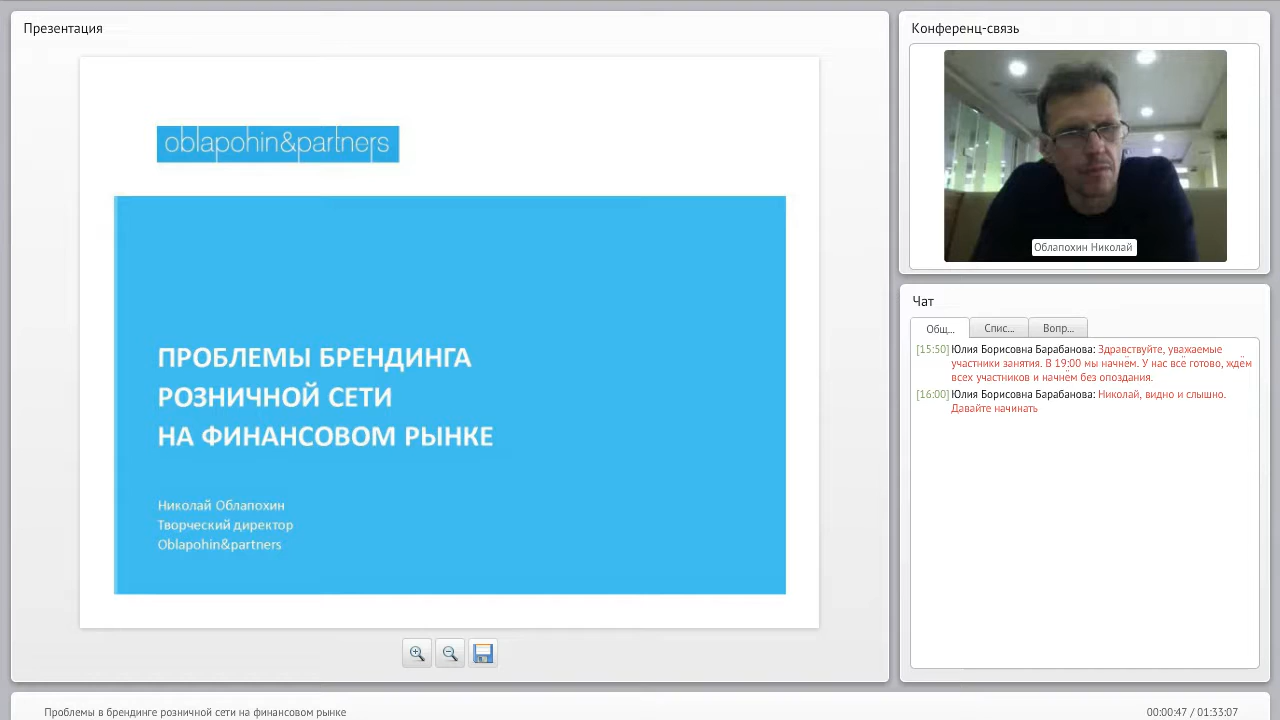 Презентация
oblapohin&partners
ПРОБЛЕМЫ БРЕНДИНГА
РОЗНИЧНОЙ СЕТИ
НА ФИНАНСОВОМ РЫНКЕ
Николай Облапохин
Творческий директор
Oblapohin&partners
Конференц-связь
Облапохин Николай
Чат
Общ... Спис... Вопр...
[15:50] Юлия Борисовна Барабанова: Здравствуйте, уважаемые
участники занятия. В 19:00 мы начнём. У нас всё готово, ждём
всех участников и начнём без опоздания.
[16:00] Юлия Борисовна Барабанова: Николай, видно и слышно.
Давайте начинать
Проблемы в брендинге розничной сети на финансовом рынке
00:00:47 / 01:33:07